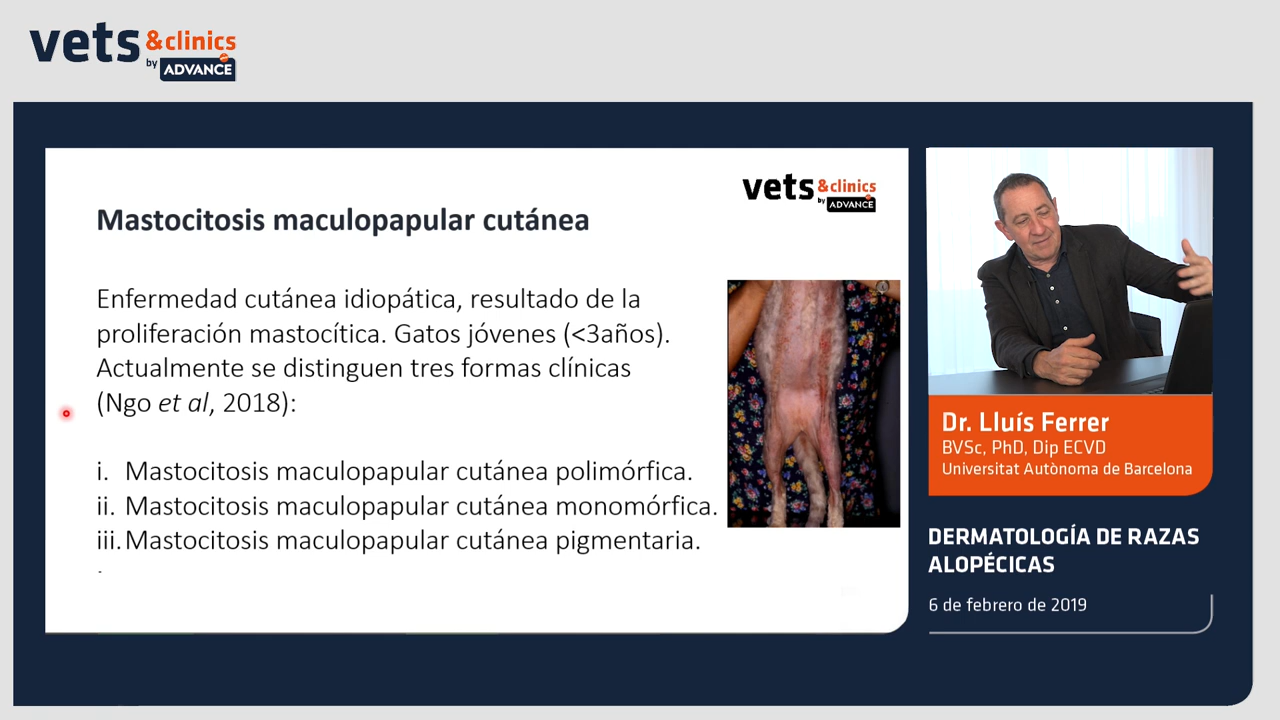 vets &clinics
by ADVANCE
vets &clinics
by ADVANCE
Mastocitosis maculopapular cutánea
Enfermedad cutánea idiopática, resultado de la
proliferación mastocítica. Gatos jóvenes (<3años).
Actualmente se distinguen tres formas clínicas
(Ngo et al, 2018):
i. Mastocitosis maculopapular cutánea polimórfica.
ii. Mastocitosis maculopapular cutánea monomórfica.
iii. Mastocitosis maculopapular cutánea pigmentaria.
.
Dr. Lluís Ferrer
BVSc, PhD, Dip ECVD
Universitat Autònoma de Barcelona
DERMATOLOGÍA DE RAZAS
ALOPÉCICAS
6 de febrero de 2019